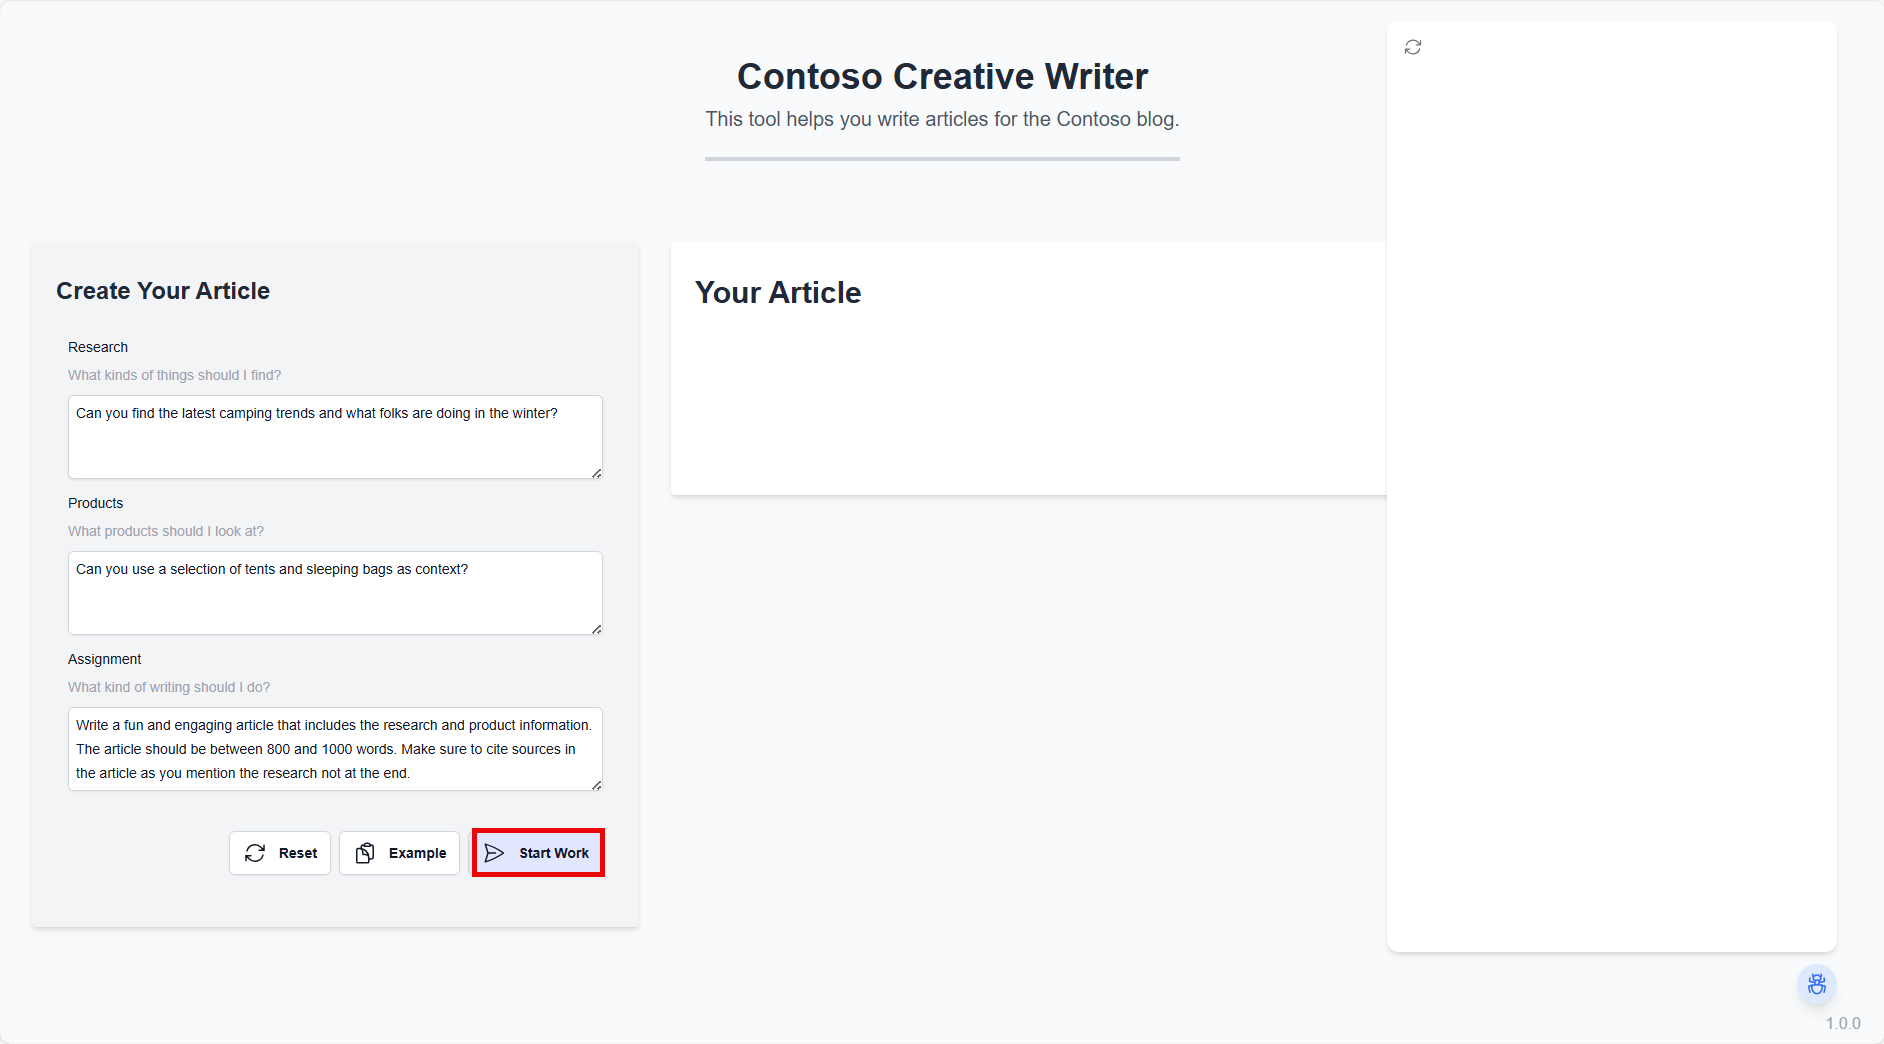 Contoso Creative Writer
This tool helps you write articles for the Contoso blog.
Create Your Article
Research
What kinds of things should I find?
Can you find the latest camping trends and what folks are doing in the winter?
Products
What products should I look at?
Can you use a selection of tents and sleeping bags as context?
Assignment
What kind of writing should I do?
Write a fun and engaging article that includes the research and product information.
The article should be between 800 and 1000 words. Make sure to cite sources in
the article as you mention the research not at the end.
Reset
Example
Start Work
Your Article
1.0.0